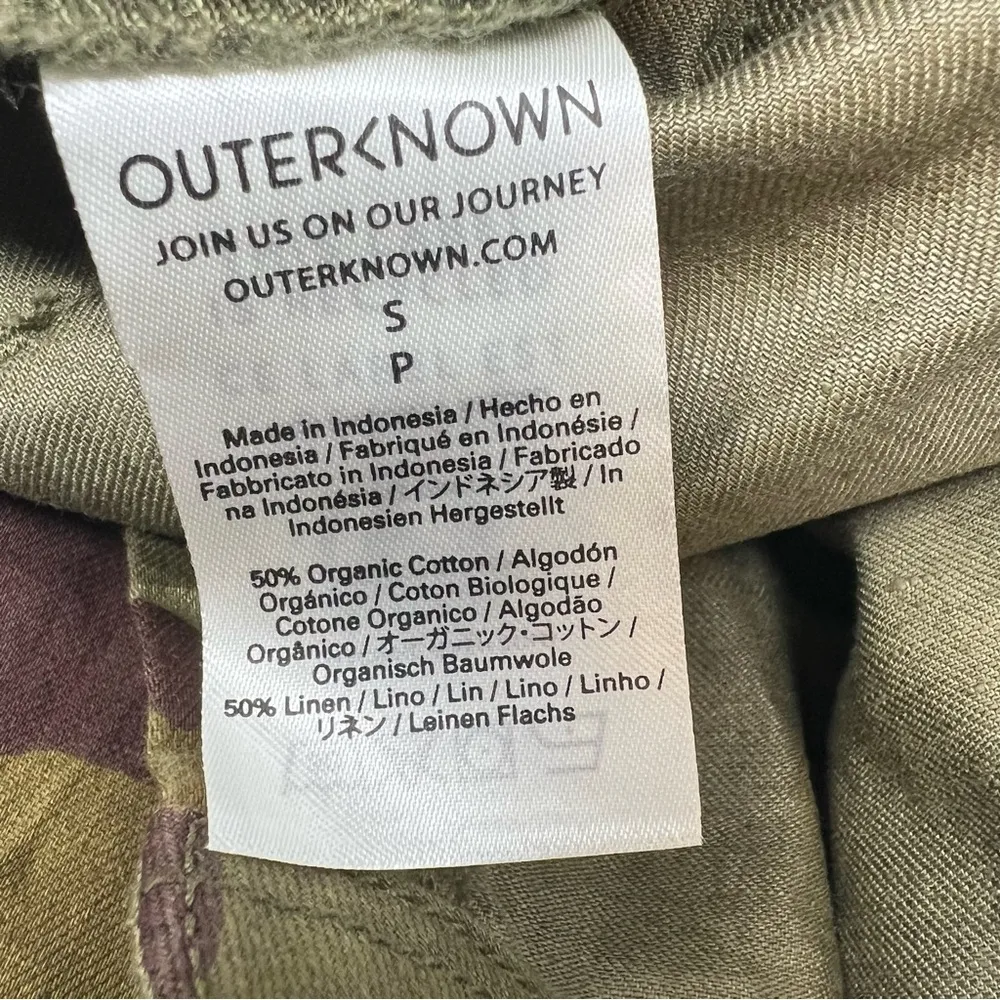 OUTER<NOWN
JOIN US ON OUR JOURNEY
OUTERKNOWN.COM
S
P
Made in Indonesia / Hecho en
Indonesia / Fabriqué en Indonésie /
Fabbricato in Indonesia / Fabricado
na Indonésia / インドネシア製 / In
Indonesien Hergestellt
50% Organic Cotton / Algodón
Orgánico / Coton Biologique /
Cotone Organico / Algodão
Orgânico / オーガニック・コットン /
Organisch Baumwole
50% Linen / Lino / Lin / Lino / Linho /
リネン / Leinen Flachs